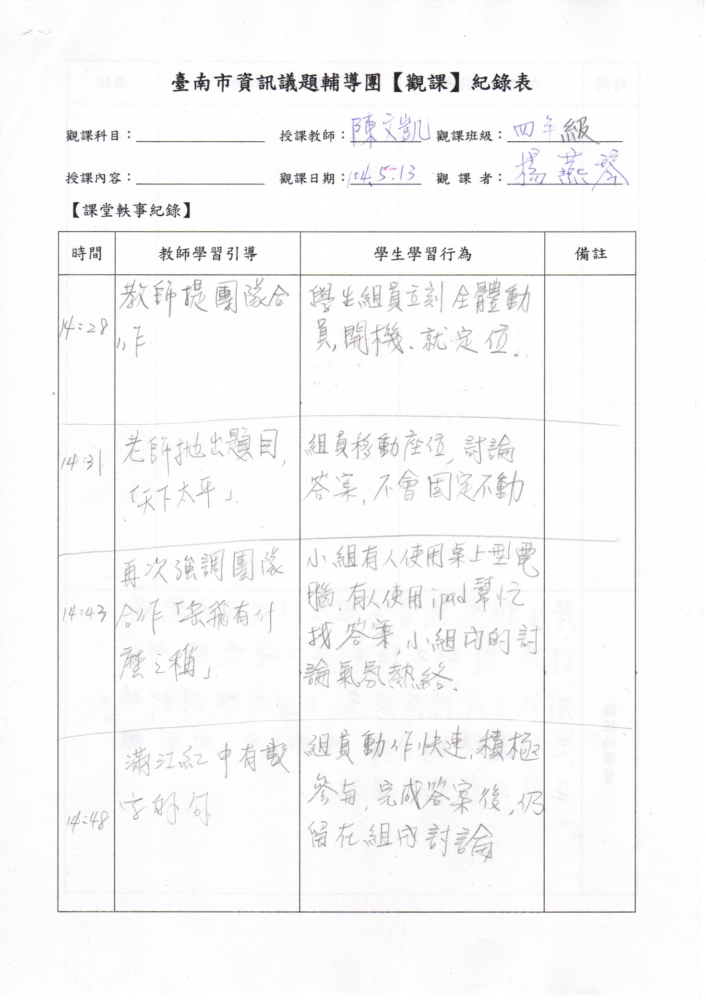 臺南市資訊議題輔導團【觀課】紀錄表
觀課科目： 授課教師：陳文凱 觀課班級：四年級
授課內容： 觀課日期：104.5.13 觀課者：楊燕琴
【課堂軼事紀錄】
時間 教師學習引導 學生學習行為 備註
14:28
教師提團隊合
作
學生組員立刻全體動
員,開機、就定位。
14:31
老師拋出題目,
「天下太平」.
組員移動座位,討論
答案,不會固定不動
14:43
再次強調團隊
合作「岳飛有什
麼之稱」
小組有人使用桌上型電
腦,有人使用ipad幫忙
找答案,小組內的討
論氣氛熱絡、
14:48
滿江紅中有數
字的句
組員動作快速,積極
參與,完成答案後,仍
留在組內討論